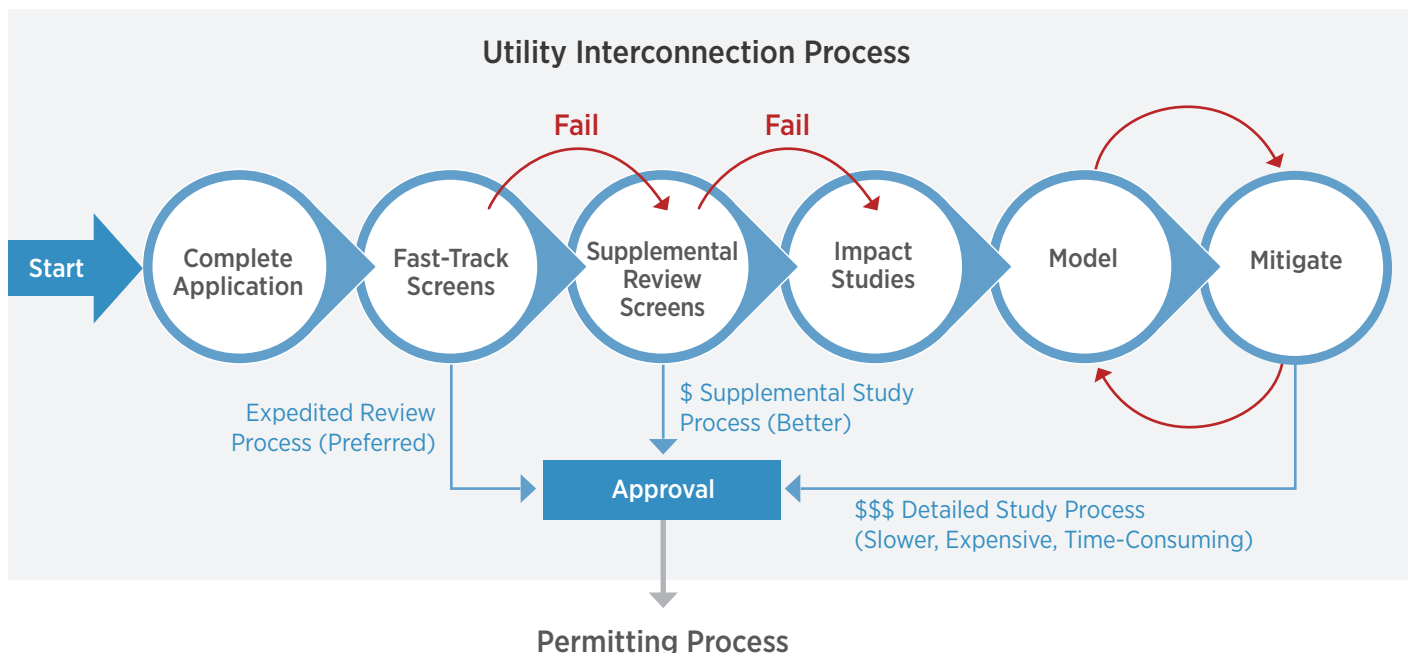 Utility Interconnection Process
Fail
Fail
Start
Complete
Application
Fast-Track
Screens
Supplemental
Review
Screens
Impact
Studies
Model
Mitigate
Expedited Review
Process (Preferred)
$ Supplemental Study
Process (Better)
Approval
$$$ Detailed Study Process
(Slower, Expensive, Time-Consuming)
Permitting Process